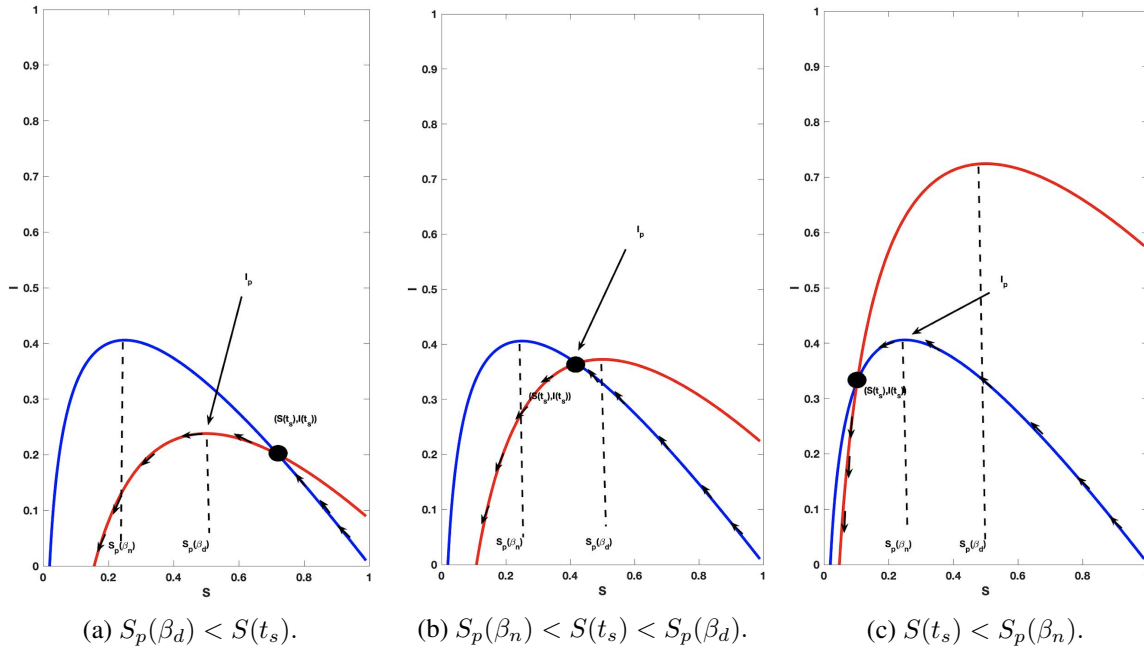 1
0.9
0.8
0.7
0.6
0.5
0.4
0.3
0.2
0.1
0
I
I_p
(S(t_s),I(t_s))
S_p(β_n)
S_p(β_d)
0 0.2 0.4 0.6 0.8 1
S
(a) S_p(β_d) < S(t_s).
1
0.9
0.8
0.7
0.6
0.5
0.4
0.3
0.2
0.1
0
I
I_p
(S(t_s),I(t_s))
S_p(β_n)
S_p(β_d)
0 0.2 0.4 0.6 0.8 1
S
(b) S_p(β_n) < S(t_s) < S_p(β_d).
1
0.9
0.8
0.7
0.6
0.5
0.4
0.3
0.2
0.1
0
I
I_p
(S(t_s),I(t_s))
S_p(β_n)
S_p(β_d)
0 0.2 0.4 0.6 0.8
S
(c) S(t_s) < S_p(β_n).